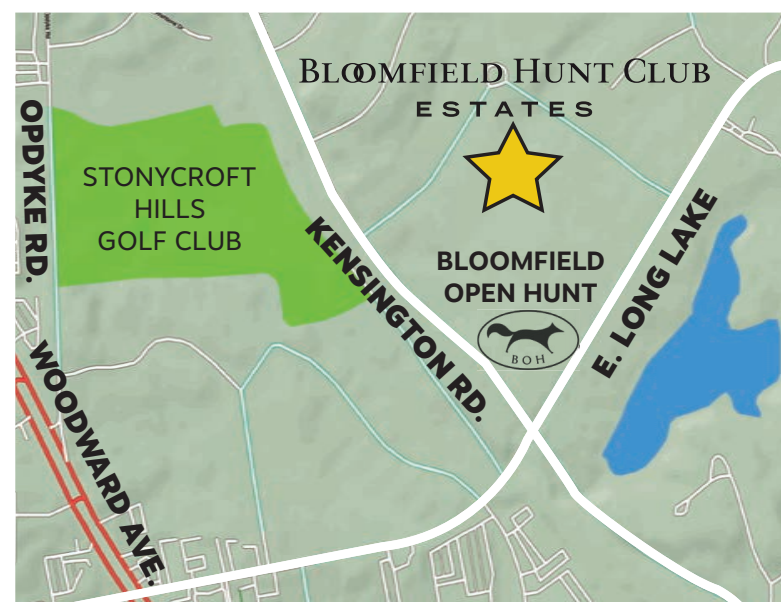 BLOOMFIELD HUNT CLUB
ESTATES
OPDYKE RD.
STONYCROFT
HILLS
GOLF CLUB
KENSINGTON RD.
BLOOMFIELD
OPEN HUNT
BOH
E. LONG LAKE
WOODWARD AVE.